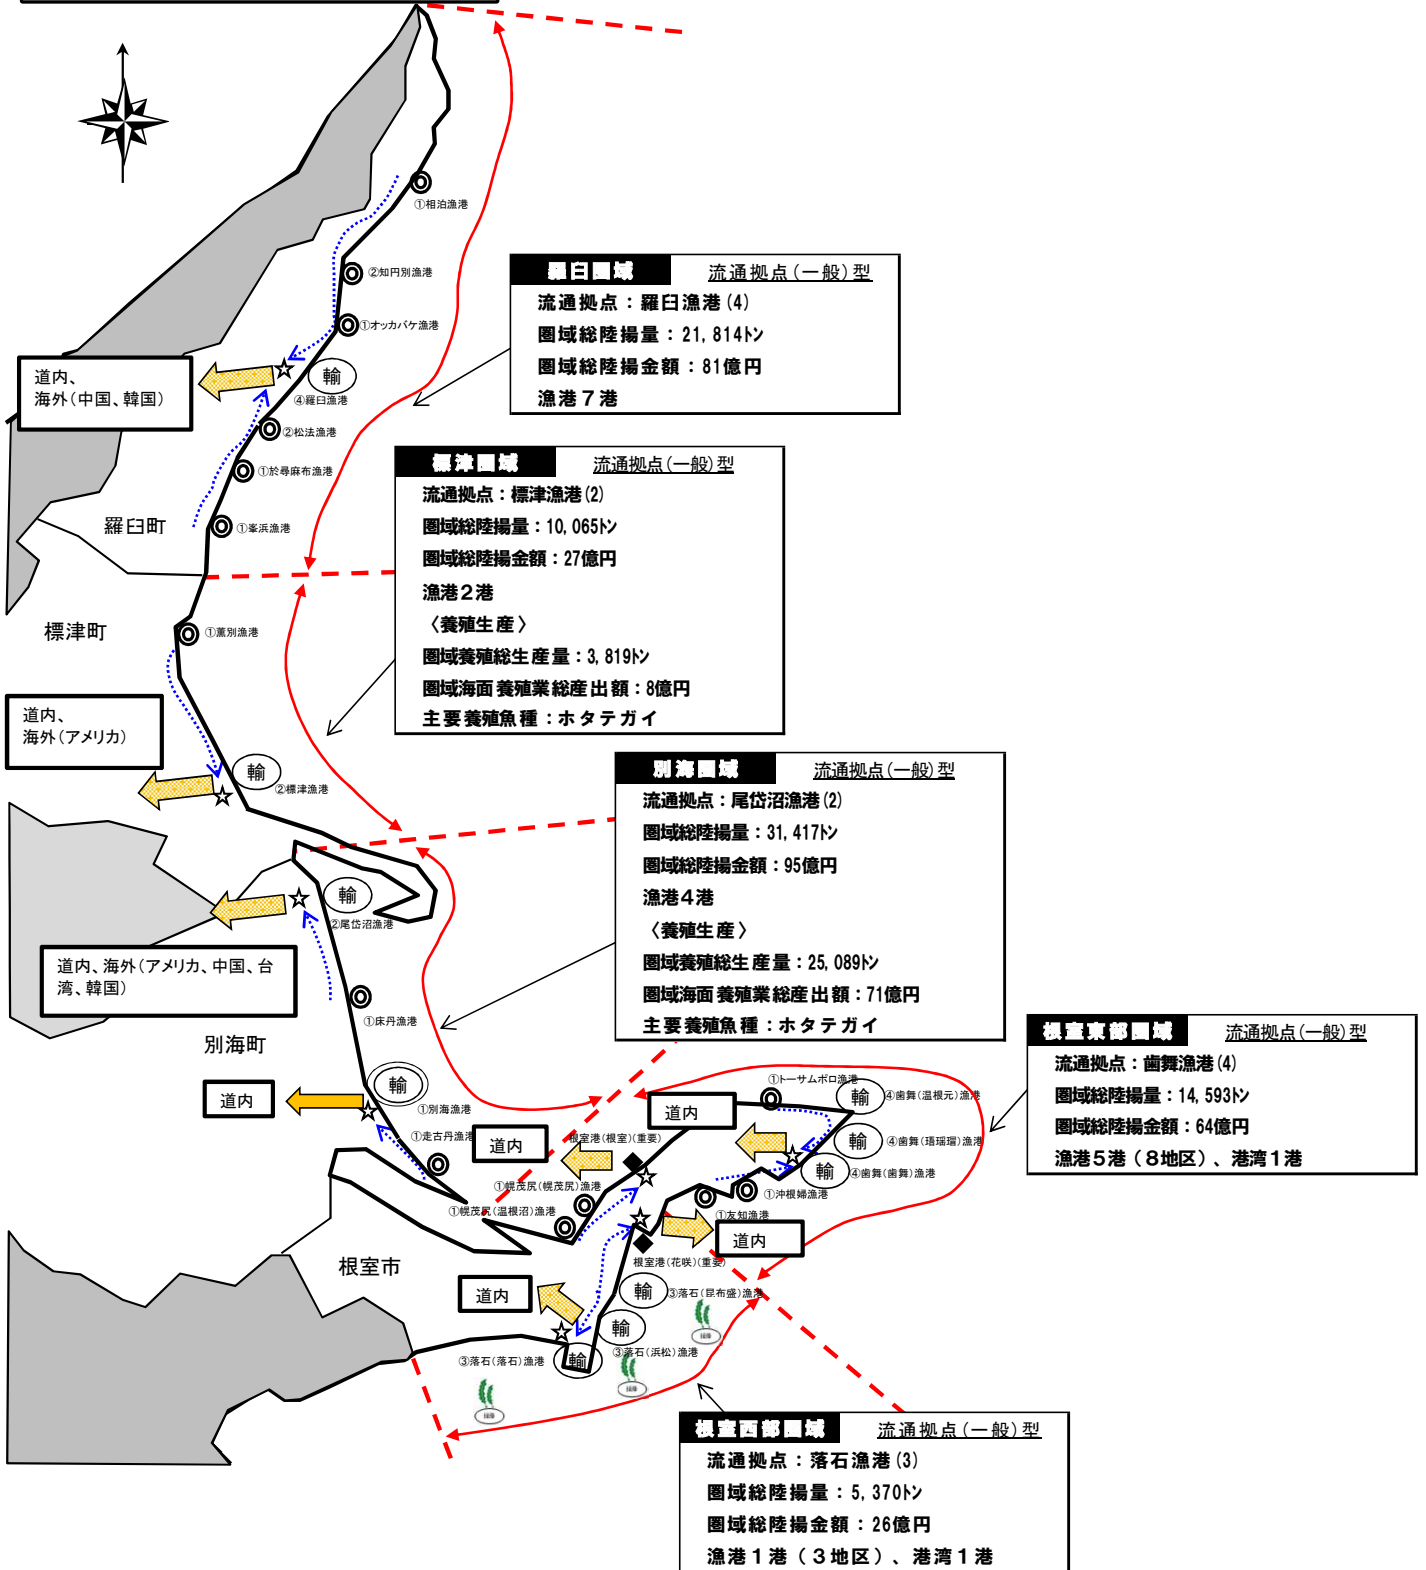 ①相泊漁港
②知円別漁港
①オッカバケ漁港
輸
④羅臼漁港
道内、
海外(中国、韓国)
②松法漁港
①於尋麻布漁港
羅臼町
①峯浜漁港
羅臼圏域 流通拠点(一般)型
流通拠点：羅臼漁港(4)
圏域総陸揚量：21,814トン
圏域総陸揚金額：81億円
漁港7港
標津圏域 流通拠点(一般)型
流通拠点：標津漁港(2)
圏域総陸揚量：10,065トン
圏域総陸揚金額：27億円
漁港2港
〈養殖生産〉
圏域養殖総生産量：3,819トン
圏域海面養殖業総産出額：8億円
主要養殖魚種：ホタテガイ
標津町
①薫別漁港
道内、
海外(アメリカ)
輸
②標津漁港
別海圏域 流通拠点(一般)型
流通拠点：尾岱沼漁港(2)
圏域総陸揚量：31,417トン
圏域総陸揚金額：95億円
漁港4港
〈養殖生産〉
圏域養殖総生産量：25,089トン
圏域海面養殖業総産出額：71億円
主要養殖魚種：ホタテガイ
輸
②尾岱沼漁港
道内、海外(アメリカ、中国、台
湾、韓国)
①床丹漁港
別海町
輸
道内
①別海漁港
①走古丹漁港
根室東部圏域 流通拠点(一般)型
流通拠点：歯舞漁港(4)
圏域総陸揚量：14,593トン
圏域総陸揚金額：64億円
漁港5港(8地区)、港湾1港
①トーサムポロ漁港
輸
④歯舞(温根元)漁港
道内
輸
④歯舞(珸瑶瑁)漁港
道内
根室港(根室)(重要)
輸
④歯舞(歯舞)漁港
①幌茂尻(幌茂尻)漁港
①沖根婦漁港
①幌茂尻(温根沼)漁港
①友知漁港
道内
根室港(花咲)(重要)
根室市
道内
輸
③落石(昆布盛)漁港
輸
③落石(浜松)漁港
輸
③落石(落石)漁港
根室西部圏域 流通拠点(一般)型
流通拠点：落石漁港(3)
圏域総陸揚量：5,370トン
圏域総陸揚金額：26億円
漁港1港(3地区)、港湾1港